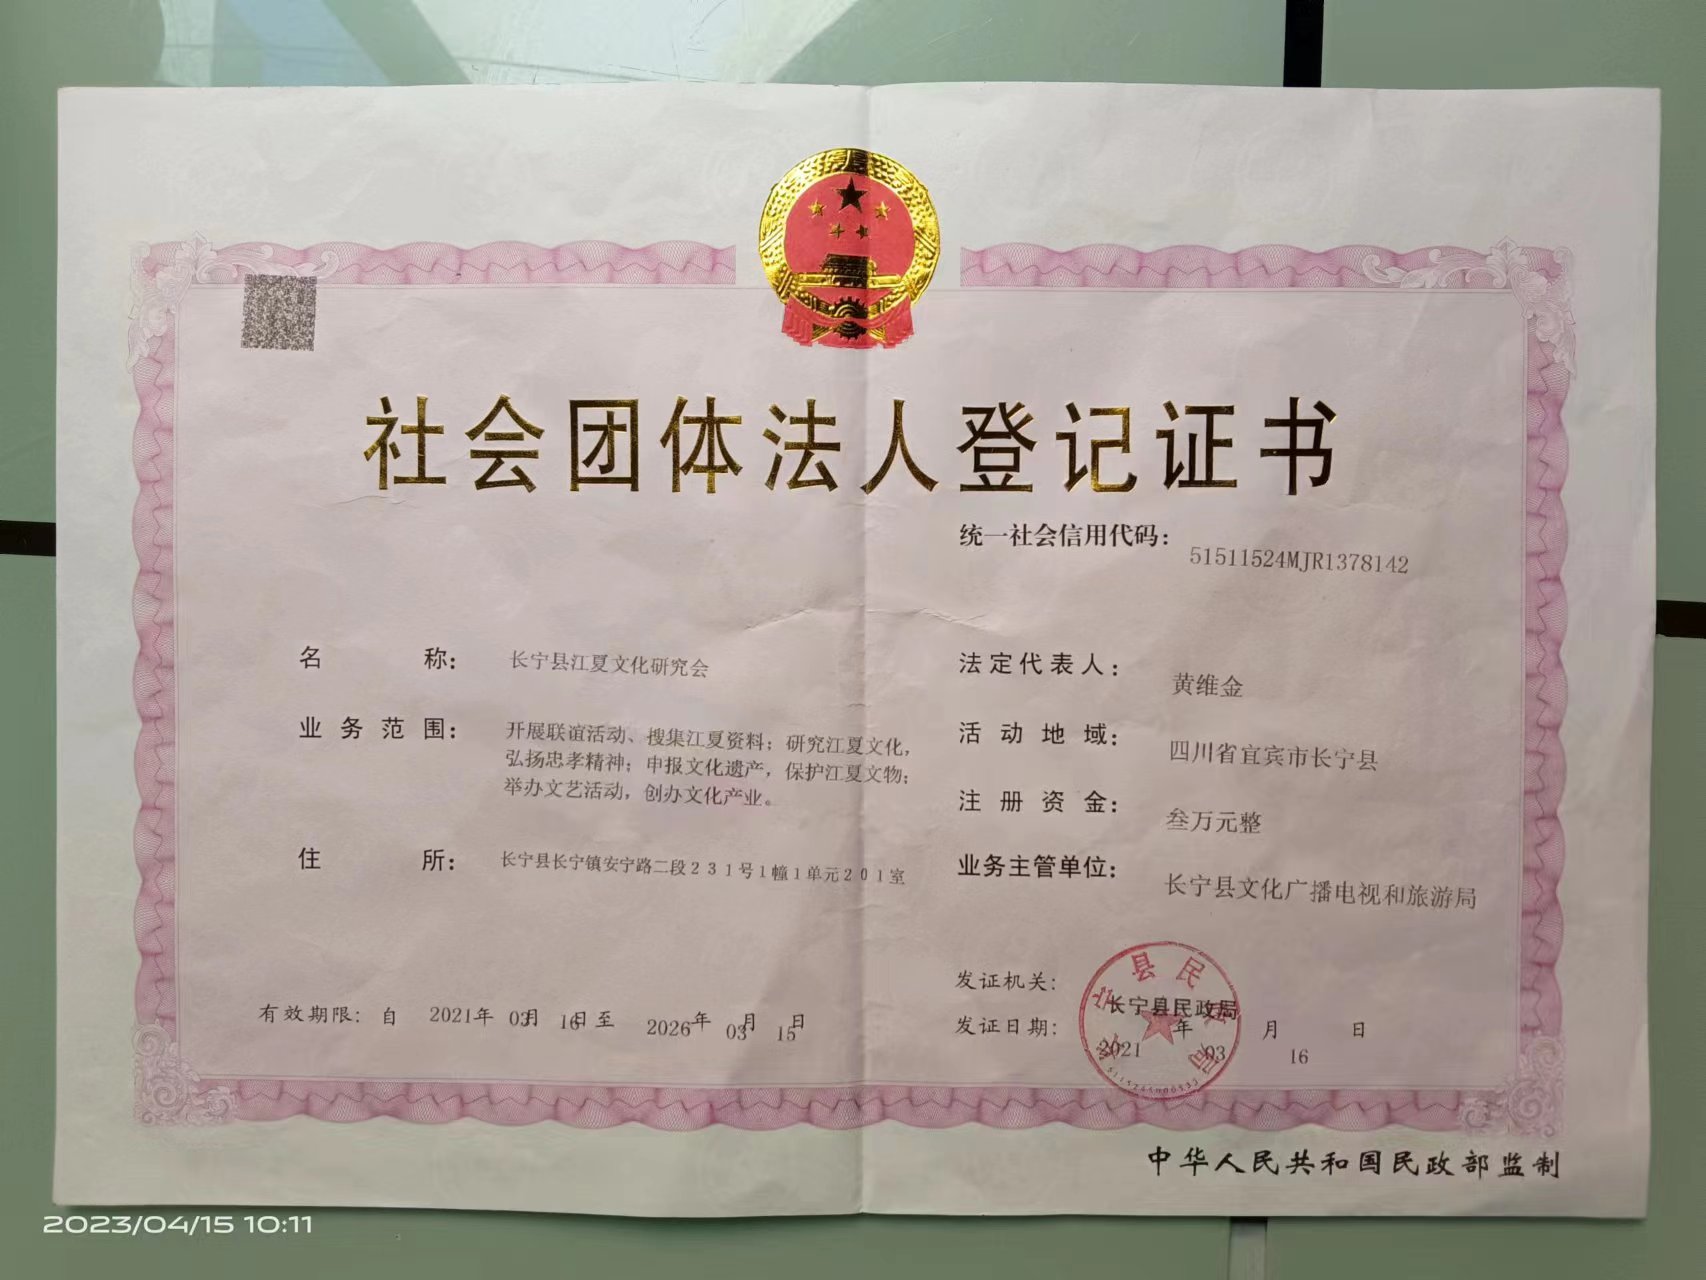 社会团体法人登记证书
统一社会信用代码：51511524MJR1378142
名称：长宁县江夏文化研究会
业务范围：开展联谊活动、搜集江夏资料；研究江夏文化，
弘扬忠孝精神；申报文化遗产，保护江夏文物；
举办文艺活动，创办文化产业。
住所：长宁县长宁镇安宁路二段231号1幢1单元201室
法定代表人：黄维金
活动地域：四川省宜宾市长宁县
注册资金：叁万元整
业务主管单位：长宁县文化广播电视和旅游局
有效期限：自 2021年03月16日至 2026年03月15日
发证机关：长宁县民政局
发证日期：2021年03月16日
长宁县民政局
中华人民共和国民政部监制
2023/04/15 10:11